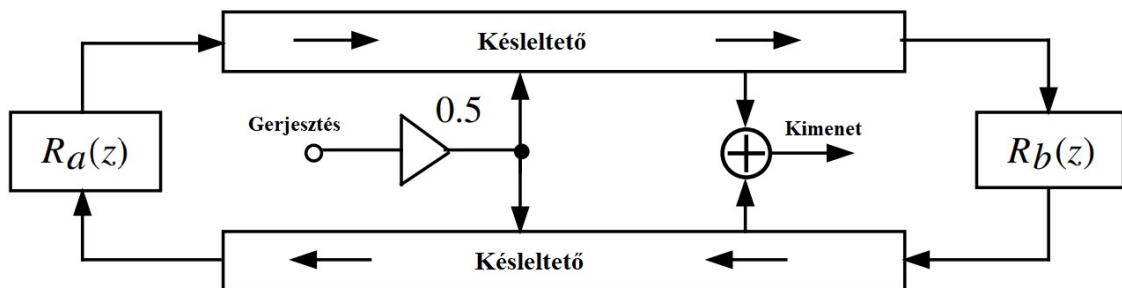 Késleltető
0.5
Gerjesztés
Kimenet
Ra(z)
Rb(z)
Késleltető